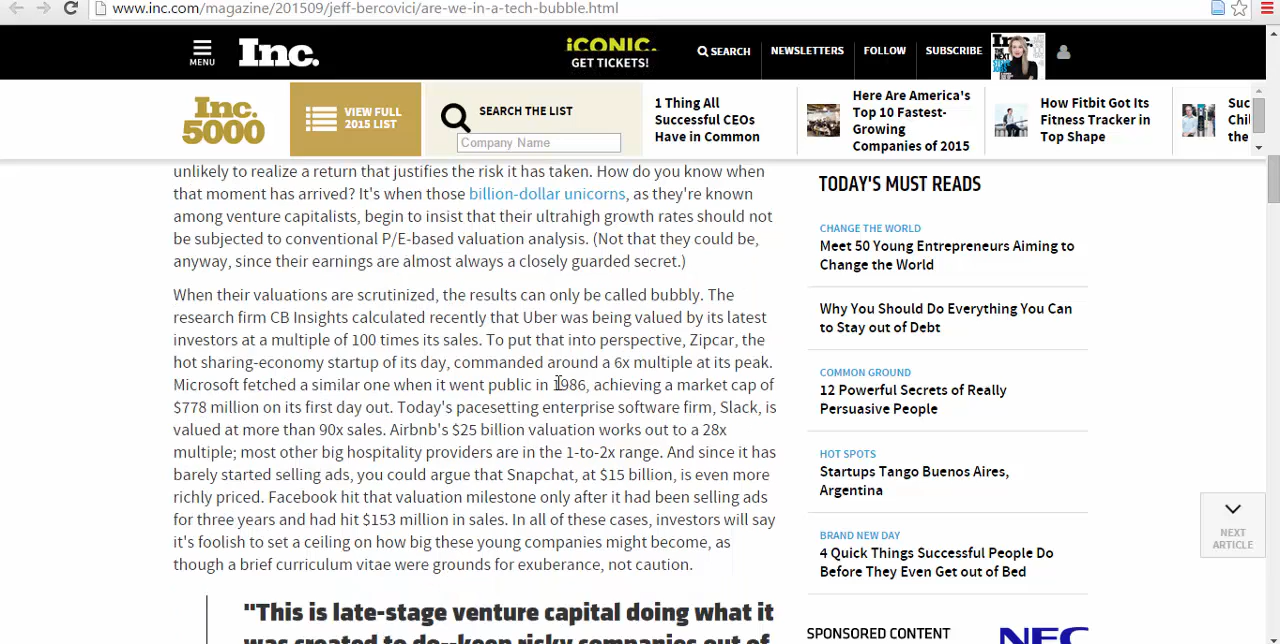 www.inc.com/magazine/201509/jeff-bercovici/are-we-in-a-tech-bubble.html
MENU
Inc.
iCONIC.
GET TICKETS!
SEARCH
NEWSLETTERS
FOLLOW
SUBSCRIBE
Inc.
5000
VIEW FULL
2015 LIST
SEARCH THE LIST
Company Name
1 Thing All
Successful CEOs
Have in Common
Here Are America's
Top 10 Fastest-
Growing
Companies of 2015
How Fitbit Got Its
Fitness Tracker in
Top Shape
Suc
Chi
the
unlikely to realize a return that justifies the risk it has taken. How do you know when
that moment has arrived? It's when those billion-dollar unicorns, as they're known
among venture capitalists, begin to insist that their ultrahigh growth rates should not
be subjected to conventional P/E-based valuation analysis. (Not that they could be,
anyway, since their earnings are almost always a closely guarded secret.)
When their valuations are scrutinized, the results can only be called bubbly. The
research firm CB Insights calculated recently that Uber was being valued by its latest
investors at a multiple of 100 times its sales. To put that into perspective, Zipcar, the
hot sharing-economy startup of its day, commanded around a 6x multiple at its peak.
Microsoft fetched a similar one when it went public in 1986, achieving a market cap of
$778 million on its first day out. Today's pacesetting enterprise software firm, Slack, is
valued at more than 90x sales. Airbnb's $25 billion valuation works out to a 28x
multiple; most other big hospitality providers are in the 1-to-2x range. And since it has
barely started selling ads, you could argue that Snapchat, at $15 billion, is even more
richly priced. Facebook hit that valuation milestone only after it had been selling ads
for three years and had hit $153 million in sales. In all of these cases, investors will say
it's foolish to set a ceiling on how big these young companies might become, as
though a brief curriculum vitae were grounds for exuberance, not caution.
"This is late-stage venture capital doing what it
was created to do--keep risky companies out of
TODAY'S MUST READS
CHANGE THE WORLD
Meet 50 Young Entrepreneurs Aiming to
Change the World
Why You Should Do Everything You Can
to Stay out of Debt
COMMON GROUND
12 Powerful Secrets of Really
Persuasive People
HOT SPOTS
Startups Tango Buenos Aires,
Argentina
BRAND NEW DAY
4 Quick Things Successful People Do
Before They Even Get out of Bed
SPONSORED CONTENT
NEC
NEXT
ARTICLE